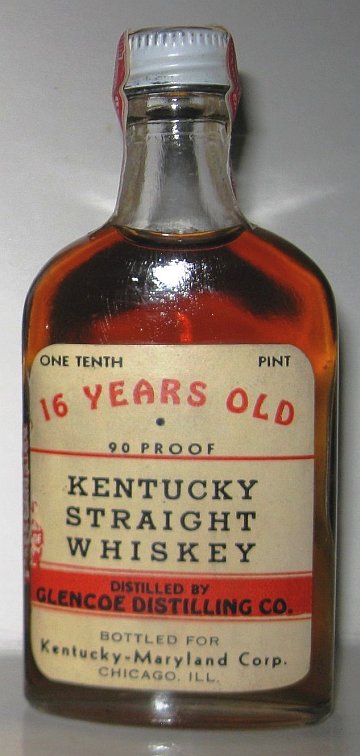 ONE TENTH PINT
16 YEARS OLD
90 PROOF
KENTUCKY
STRAIGHT
WHISKEY
DISTILLED BY
GLENCOE DISTILLING CO.
BOTTLED FOR
Kentucky-Maryland Corp.
CHICAGO, ILL.